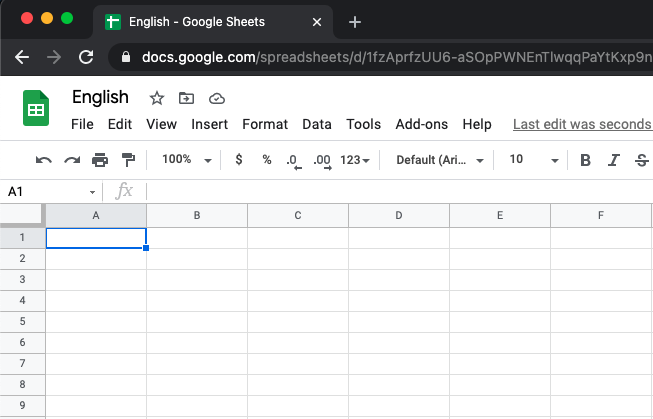 English - Google Sheets
docs.google.com/spreadsheets/d/1fzAprfzUU6-aSOpPWNEnTlwqqPaYtKxp9n
English
File Edit View Insert Format Data Tools Add-ons Help Last edit was seconds
100% $ % .0 .00 123 Default (Ari... 10 B I S
A1 fx
A B C D E F
1
2
3
4
5
6
7
8
9